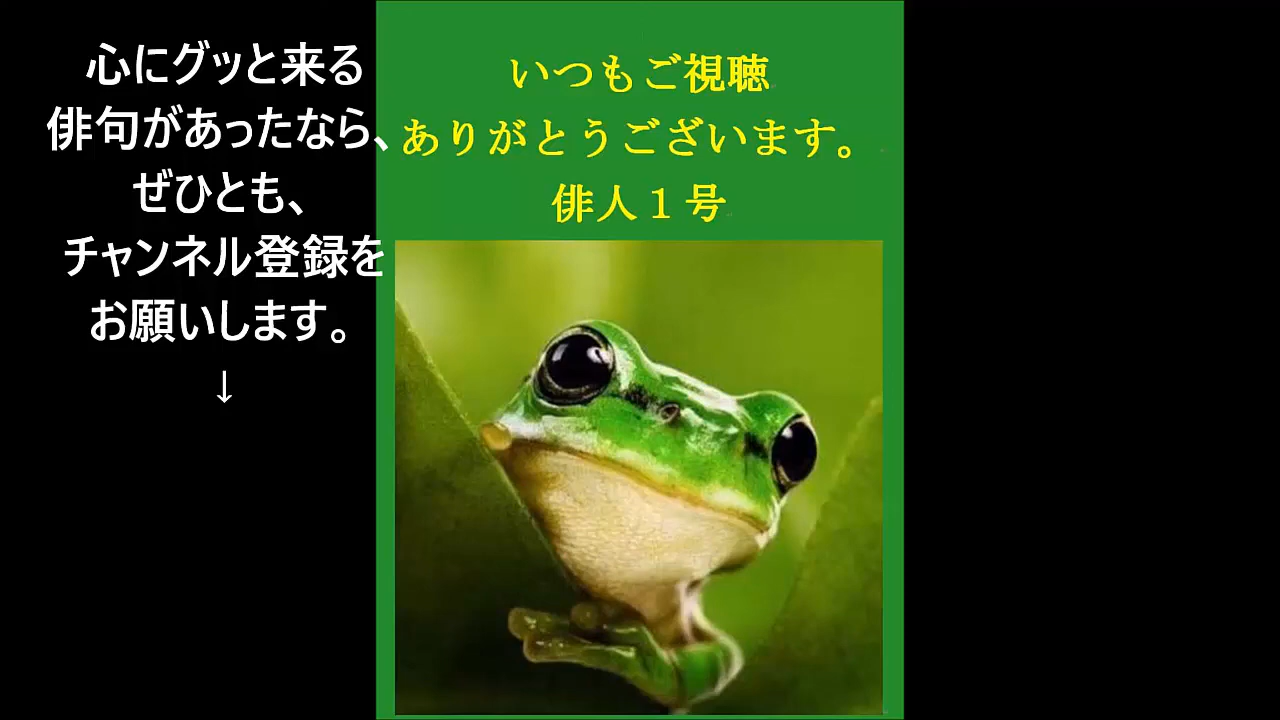 心にグッと来る
俳句があったなら、
ぜひとも、
チャンネル登録を
お願いします。
↓
いつもご視聴
ありがとうございます。
俳人１号